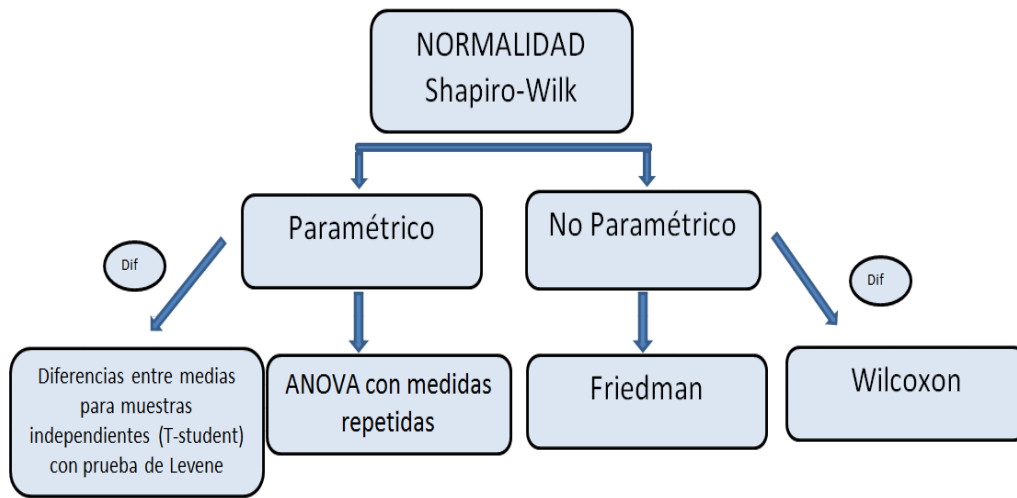 NORMALIDAD
Shapiro-Wilk
Paramétrico
No Paramétrico
Dif
Dif
Diferencias entre medias
para muestras
independientes (T-student)
con prueba de Levene
ANOVA con medidas
repetidas
Friedman
Wilcoxon